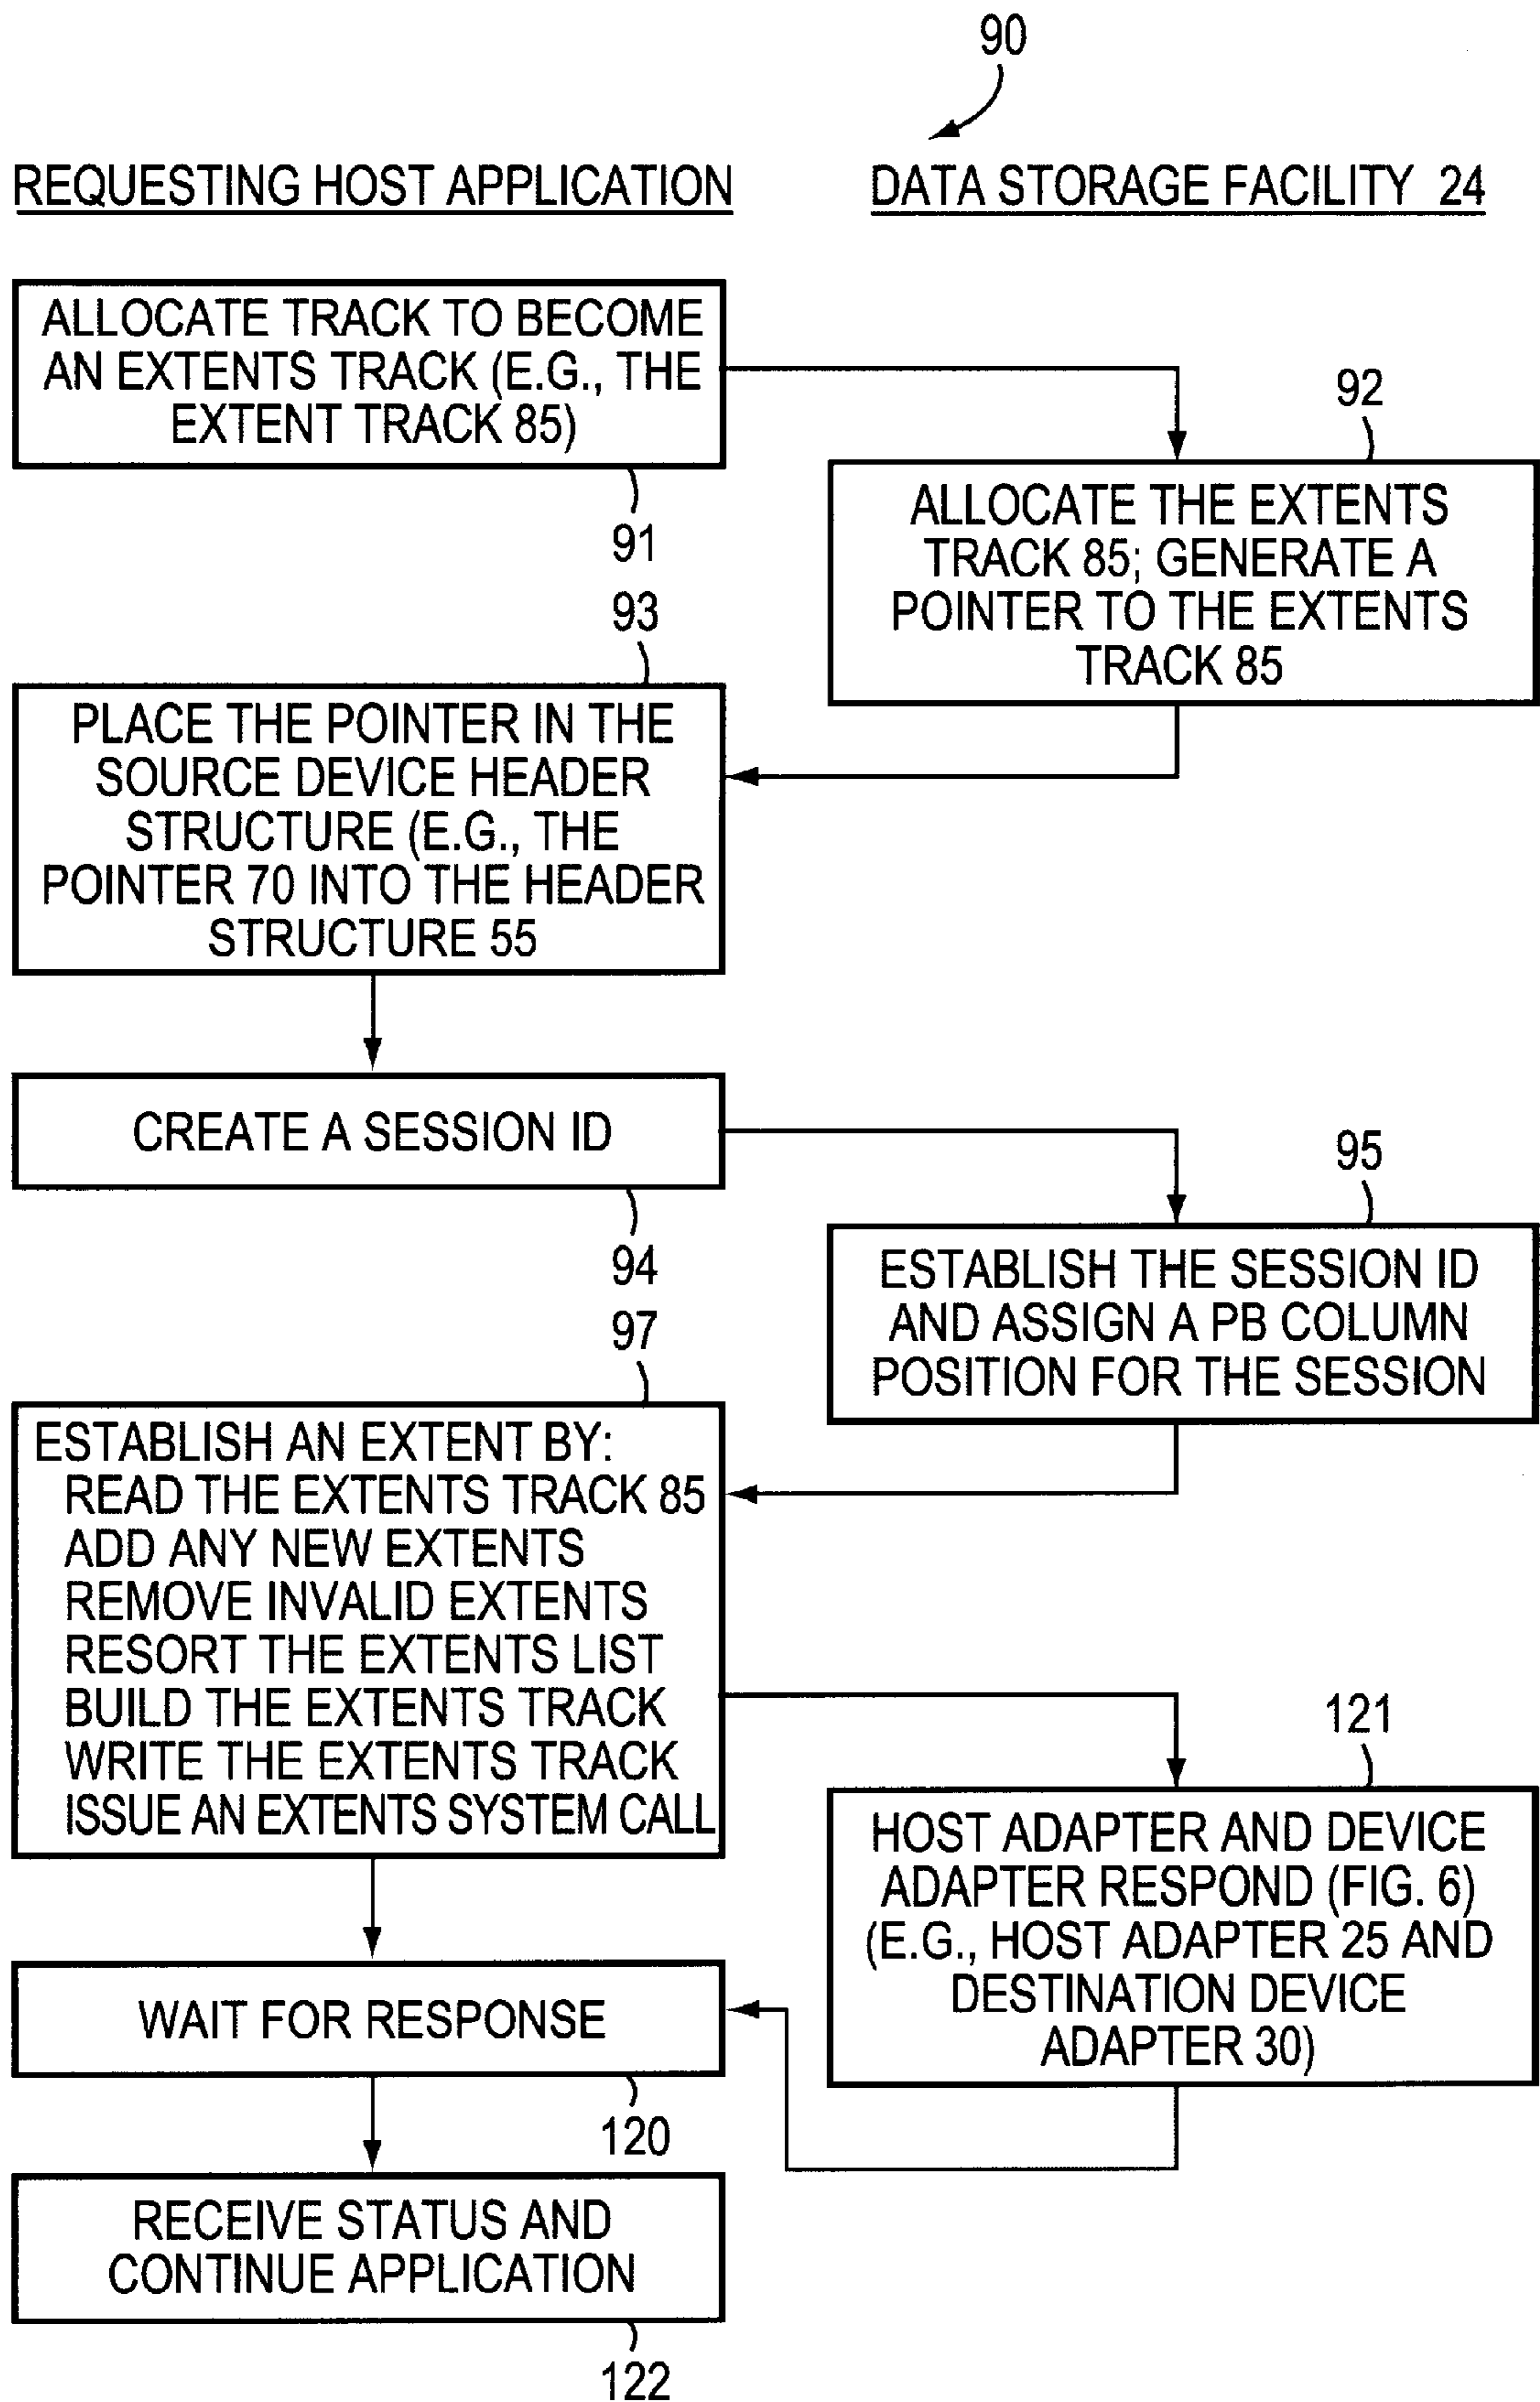 90
REQUESTING HOST APPLICATION
DATA STORAGE FACILITY 24
ALLOCATE TRACK TO BECOME
AN EXTENTS TRACK (E.G., THE
EXTENT TRACK 85)
91
92
ALLOCATE THE EXTENTS
TRACK 85; GENERATE A
POINTER TO THE EXTENTS
TRACK 85
93
PLACE THE POINTER IN THE
SOURCE DEVICE HEADER
STRUCTURE (E.G., THE
POINTER 70 INTO THE HEADER
STRUCTURE 55
CREATE A SESSION ID
94
95
ESTABLISH THE SESSION ID
AND ASSIGN A PB COLUMN
POSITION FOR THE SESSION
97
ESTABLISH AN EXTENT BY:
READ THE EXTENTS TRACK 85
ADD ANY NEW EXTENTS
REMOVE INVALID EXTENTS
RESORT THE EXTENTS LIST
BUILD THE EXTENTS TRACK
WRITE THE EXTENTS TRACK
ISSUE AN EXTENTS SYSTEM CALL
121
HOST ADAPTER AND DEVICE
ADAPTER RESPOND (FIG. 6)
(E.G., HOST ADAPTER 25 AND
DESTINATION DEVICE
ADAPTER 30)
WAIT FOR RESPONSE
120
RECEIVE STATUS AND
CONTINUE APPLICATION
122